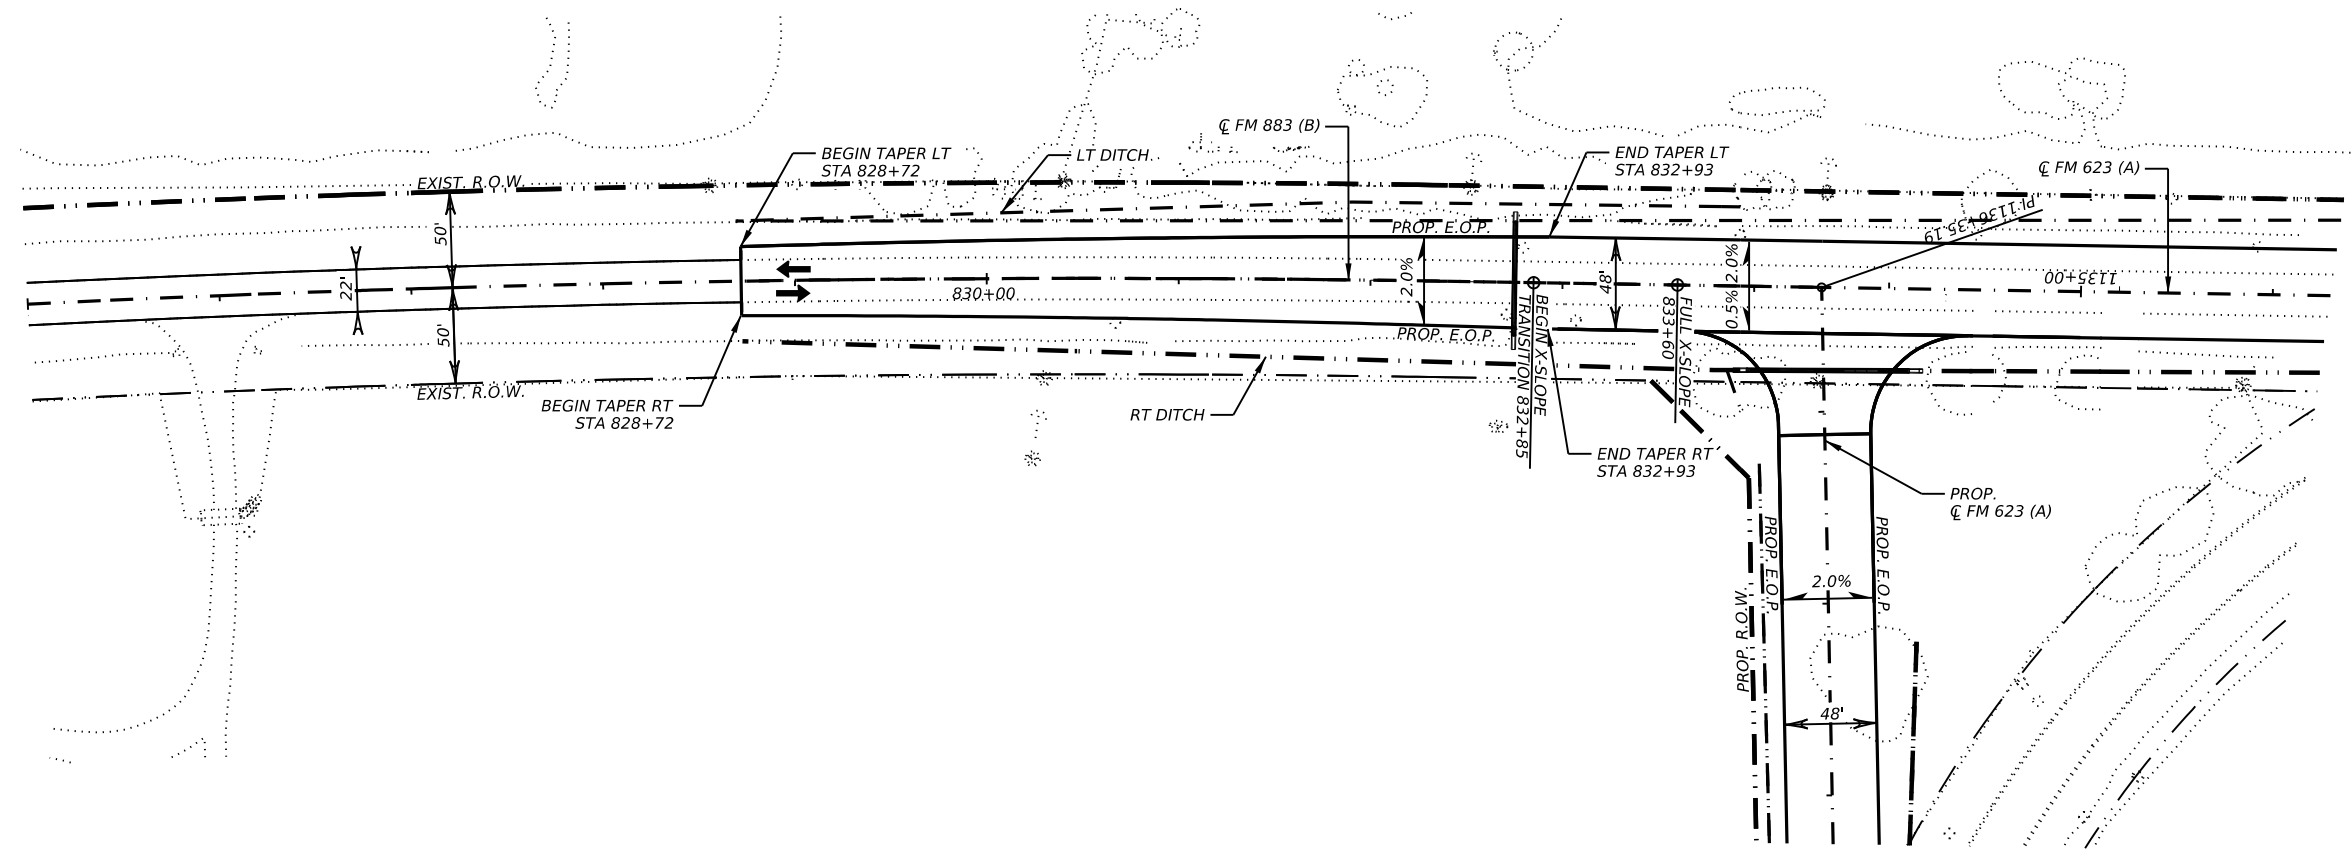 ℄ FM 883 (B)
BEGIN TAPER LT
STA 828+72
LT DITCH
END TAPER LT
STA 832+93
℄ FM 623 (A)
EXIST. R.O.W.
50'
22'
50'
EXIST. R.O.W.
830+00
PROP. E.O.P.
2.0%
PROP. E.O.P.
48'
2.0%
0.5%
PI 1136+35.19
1135+00
BEGIN X-SLOPE
TRANSITION 832+85
FULL X-SLOPE
833+60
BEGIN TAPER RT
STA 828+72
RT DITCH
END TAPER RT
STA 832+93
PROP.
℄ FM 623 (A)
PROP. R.O.W.
PROP. E.O.P.
PROP. E.O.P.
2.0%
48'